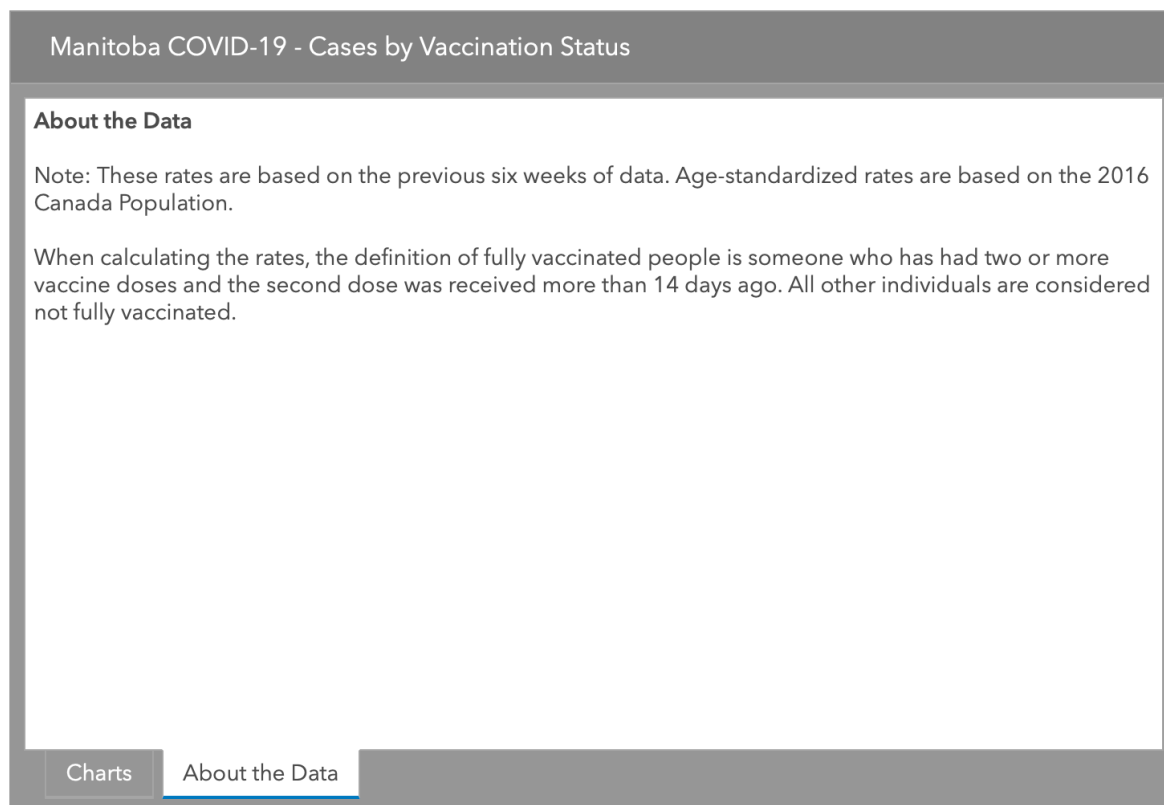 Manitoba COVID-19 - Cases by Vaccination Status
About the Data
Note: These rates are based on the previous six weeks of data. Age-standardized rates are based on the 2016
Canada Population.
When calculating the rates, the definition of fully vaccinated people is someone who has had two or more
vaccine doses and the second dose was received more than 14 days ago. All other individuals are considered
not fully vaccinated.
Charts
About the Data